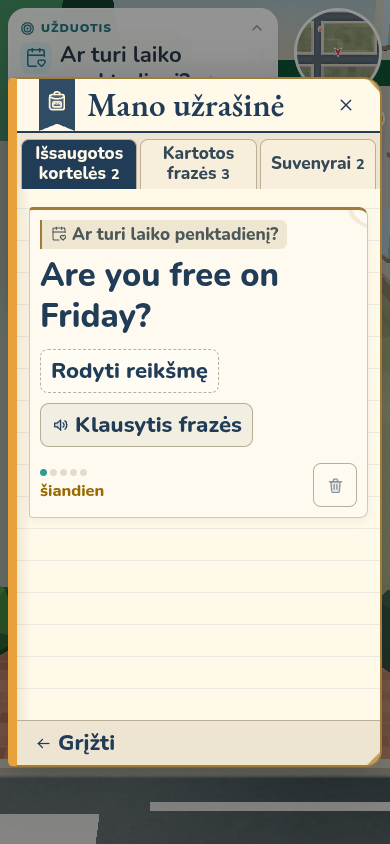 UŽDUOTIS
Ar turi laiko
Mano užrašinė
Išsaugotos
kortelės 2
Kartotos
frazės 3
Suvenyrai 2
Ar turi laiko penktadienį?
Are you free on
Friday?
Rodyti reikšmę
Klausytis frazės
šiandien
Grįžti